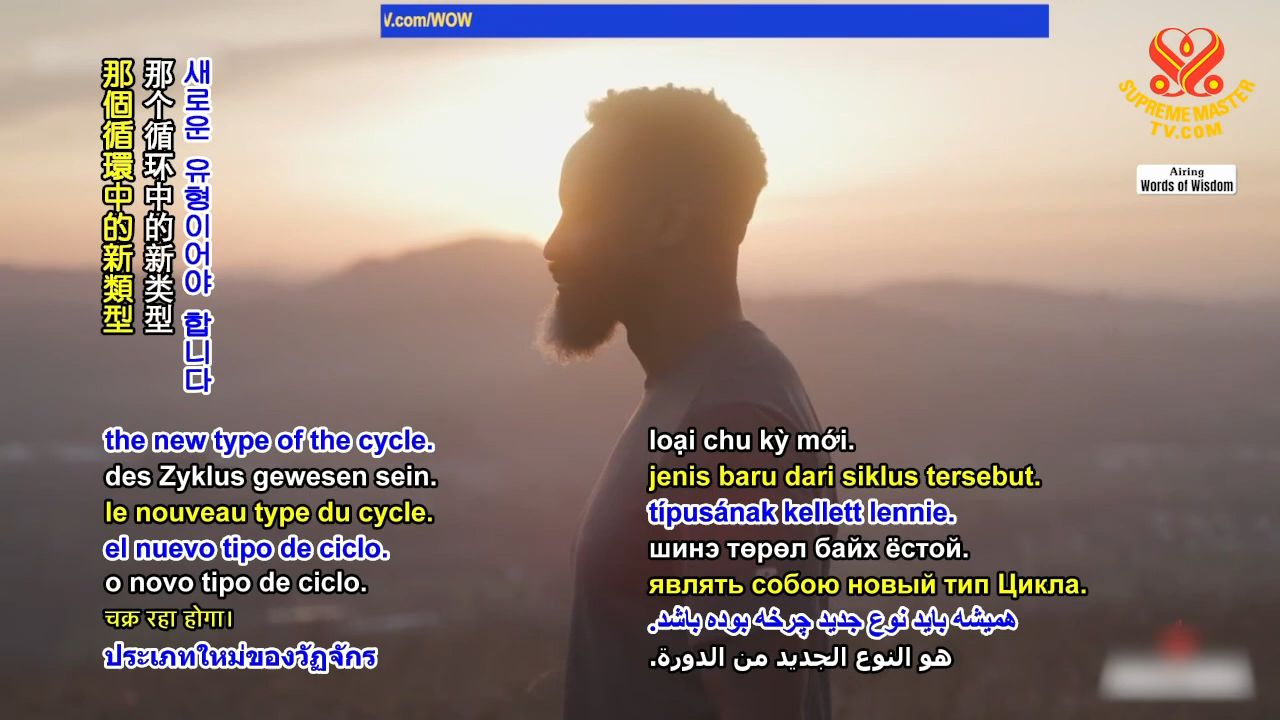 V.com/WOW
SUPREME MASTER
TV.COM
Airing
Words of Wisdom
那個循環中的新類型
那个循环中的新类型
새로운 유형이어야 합니다
the new type of the cycle.
des Zyklus gewesen sein.
le nouveau type du cycle.
el nuevo tipo de ciclo.
o novo tipo de ciclo.
चक्र रहा होगा।
ประเภทใหม่ของวัฏจักร
loại chu kỳ mới.
jenis baru dari siklus tersebut.
típusának kellett lennie.
шинэ төрөл байх ёстой.
являть собою новый тип Цикла.
همیشه باید نوع جدید چرخه بوده باشد.
هو النوع الجديد من الدورة.